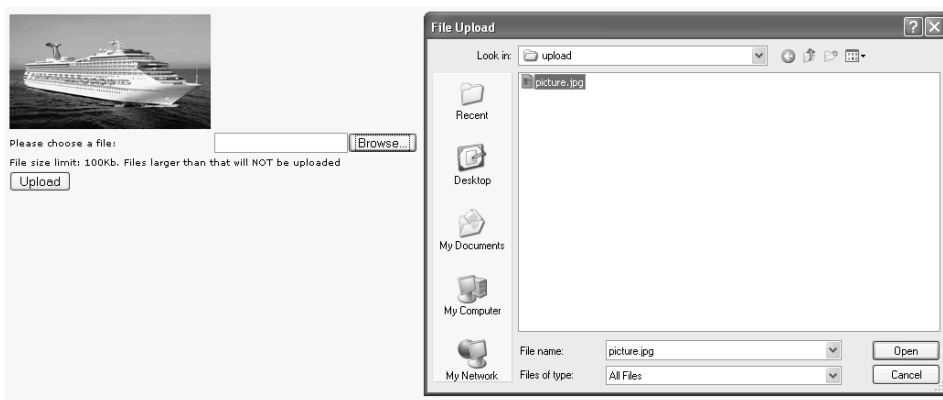 Please choose a file:
Browse...
File size limit: 100Kb. Files larger than that will NOT be uploaded
Upload
File Upload
Look in:
upload
picture.jpg
Recent
Desktop
My Documents
My Computer
My Network
File name:
picture.jpg
Open
Files of type:
All Files
Cancel